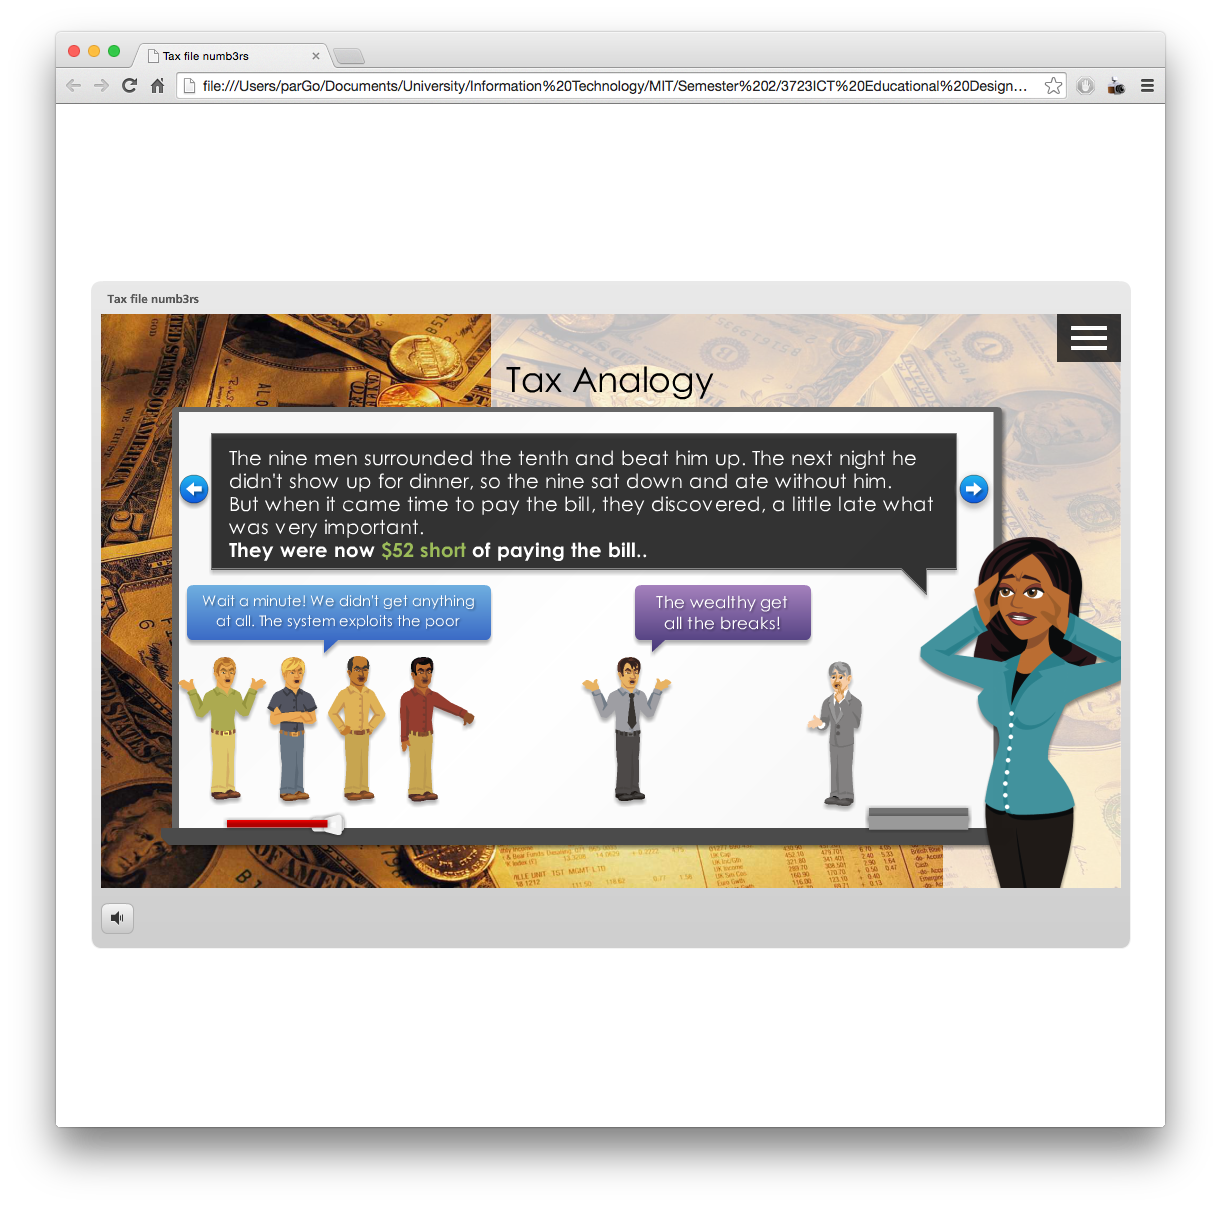 Tax file numb3rs
file:///Users/parGo/Documents/University/Information%20Technology/MIT/Semester%202/3723ICT%20Educational%20Design...
Tax file numb3rs
Tax Analogy
The nine men surrounded the tenth and beat him up. The next night he
didn't show up for dinner, so the nine sat down and ate without him.
But when it came time to pay the bill, they discovered, a little late what
was very important.
They were now $52 short of paying the bill..
Wait a minute! We didn't get anything
at all. The system exploits the poor
The wealthy get
all the breaks!